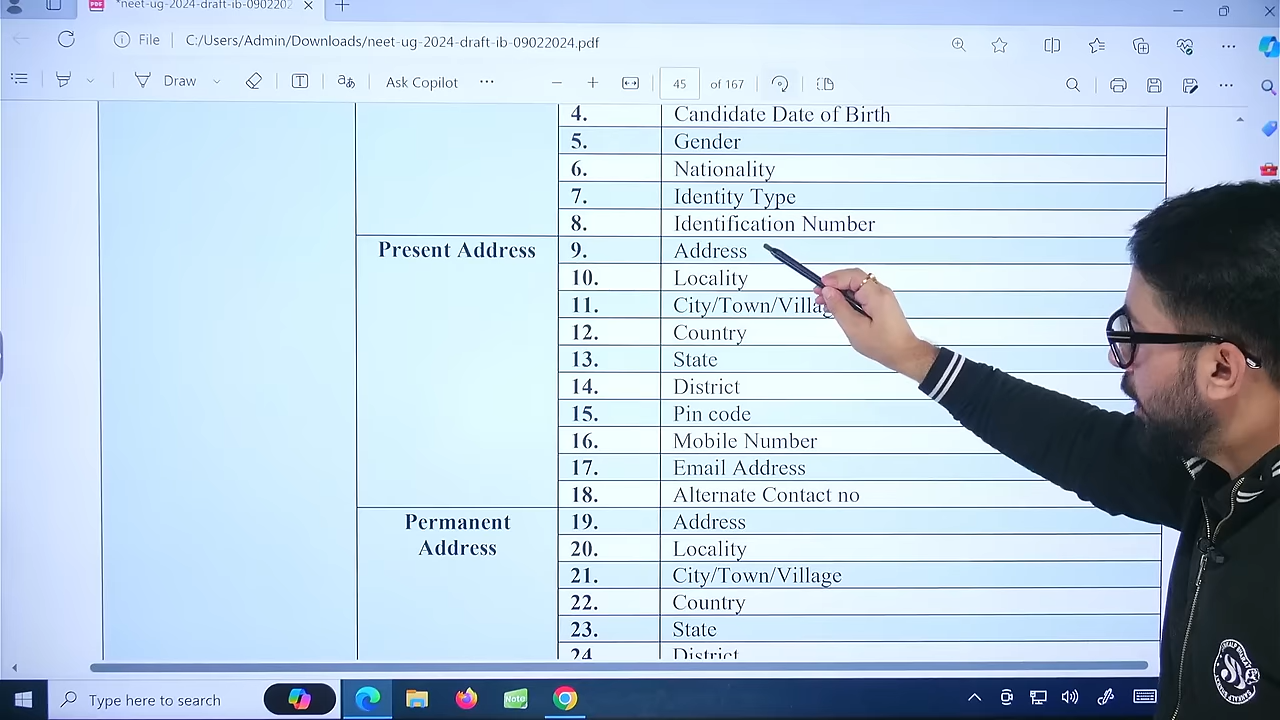 *neet-ug-2024-draft-ib-0902202
File
C:/Users/Admin/Downloads/neet-ug-2024-draft-ib-09022024.pdf
Draw
Ask Copilot
45 of 167
4. Candidate Date of Birth
5. Gender
6. Nationality
7. Identity Type
8. Identification Number
Present Address 9. Address
10. Locality
11. City/Town/Villag
12. Country
13. State
14. District
15. Pin code
16. Mobile Number
17. Email Address
18. Alternate Contact no
Permanent Address 19. Address
20. Locality
21. City/Town/Village
22. Country
23. State
24. District
Type here to search
Note